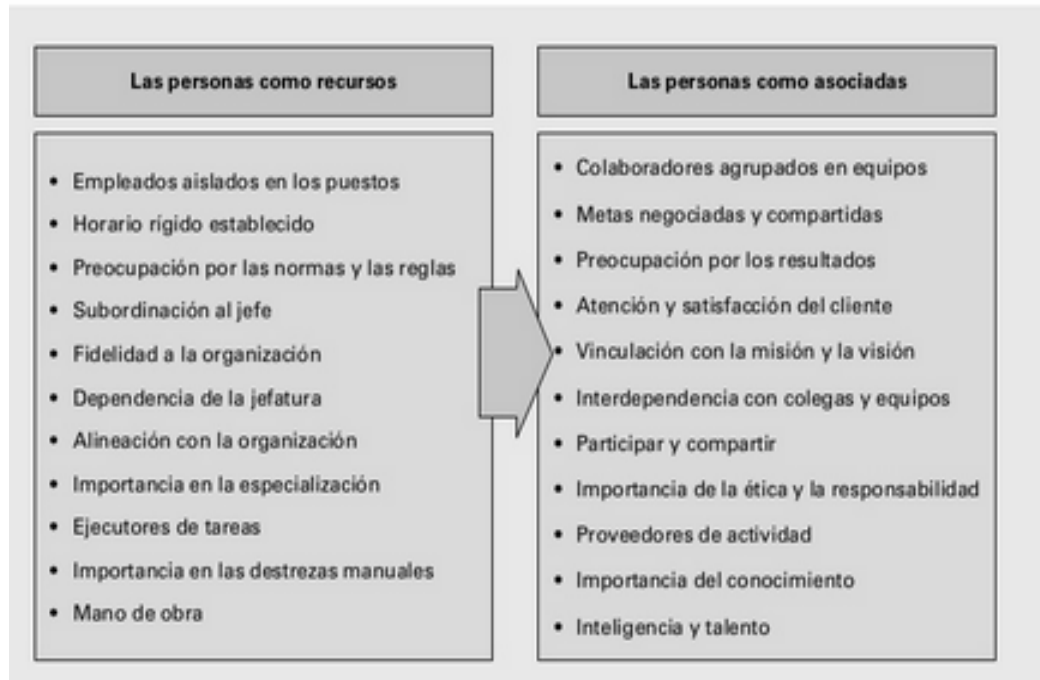 Las personas como recursos
• Empleados aislados en los puestos
• Horario rígido establecido
• Preocupación por las normas y las reglas
• Subordinación al jefe
• Fidelidad a la organización
• Dependencia de la jefatura
• Alineación con la organización
• Importancia en la especialización
• Ejecutores de tareas
• Importancia en las destrezas manuales
• Mano de obra
Las personas como asociadas
• Colaboradores agrupados en equipos
• Metas negociadas y compartidas
• Preocupación por los resultados
• Atención y satisfacción del cliente
• Vinculación con la misión y la visión
• Interdependencia con colegas y equipos
• Participar y compartir
• Importancia de la ética y la responsabilidad
• Proveedores de actividad
• Importancia del conocimiento
• Inteligencia y talento